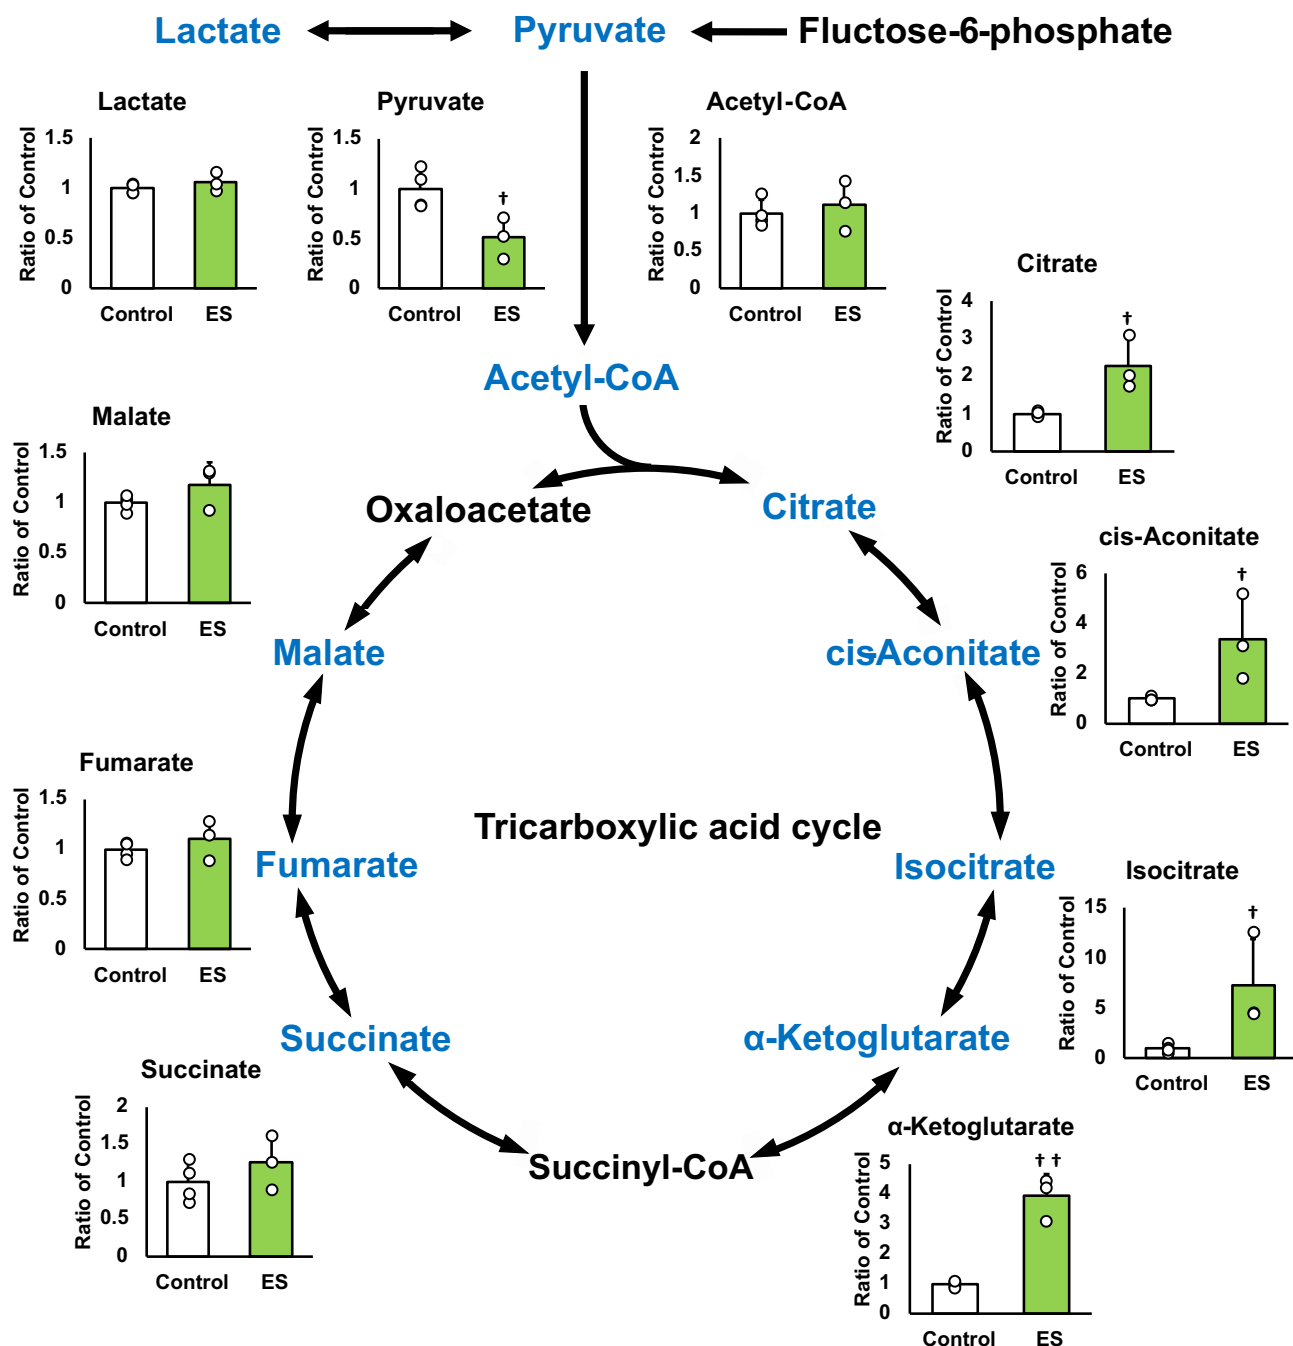 Lactate Pyruvate Fluctose-6-phosphate
Lactate
Ratio of Control
1.5
1
0.5
0
Control ES
Pyruvate
Ratio of Control
1.5
1
0.5
0
†
Control ES
Acetyl-CoA
Ratio of Control
2
1.5
1
0.5
0
Control ES
Citrate
Ratio of Control
4
3
2
1
0
†
Control ES
Acetyl-CoA
Malate
Ratio of Control
1.5
1
0.5
0
Control ES
Oxaloacetate
Citrate
cis-Aconitate
Ratio of Control
6
4
2
0
†
Control ES
Malate
cis-Aconitate
Fumarate
Ratio of Control
1.5
1
0.5
0
Control ES
Tricarboxylic acid cycle
Fumarate
Isocitrate
Isocitrate
Ratio of Control
15
10
5
0
†
Control ES
Succinate
α-Ketoglutarate
Succinate
Ratio of Control
2
1.5
1
0.5
0
Control ES
Succinyl-CoA
α-Ketoglutarate
Ratio of Control
5
4
3
2
1
0
† †
Control ES